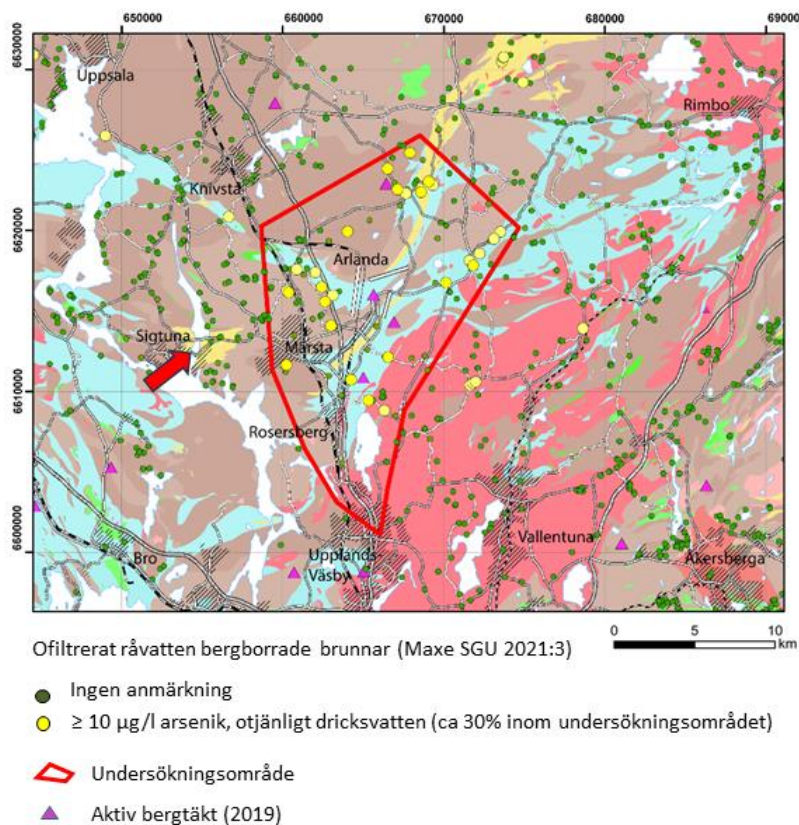 650000 660000 670000 680000 690000
6630000
Uppsala
Rimbo
Knivsta
6620000
Arlanda
Sigtuna
Märsta
6610000
Rosersberg
6600000
Vallentuna
Bro
Upplands-
Väsby
Åkersberga
Ofiltrerat råvatten bergborrade brunnar (Maxe SGU 2021:3)
0 5 10
km
Ingen anmärkning
≥ 10 µg/l arsenik, otjänligt dricksvatten (ca 30% inom undersökningsområdet)
Undersökningsområde
Aktiv bergtäkt (2019)